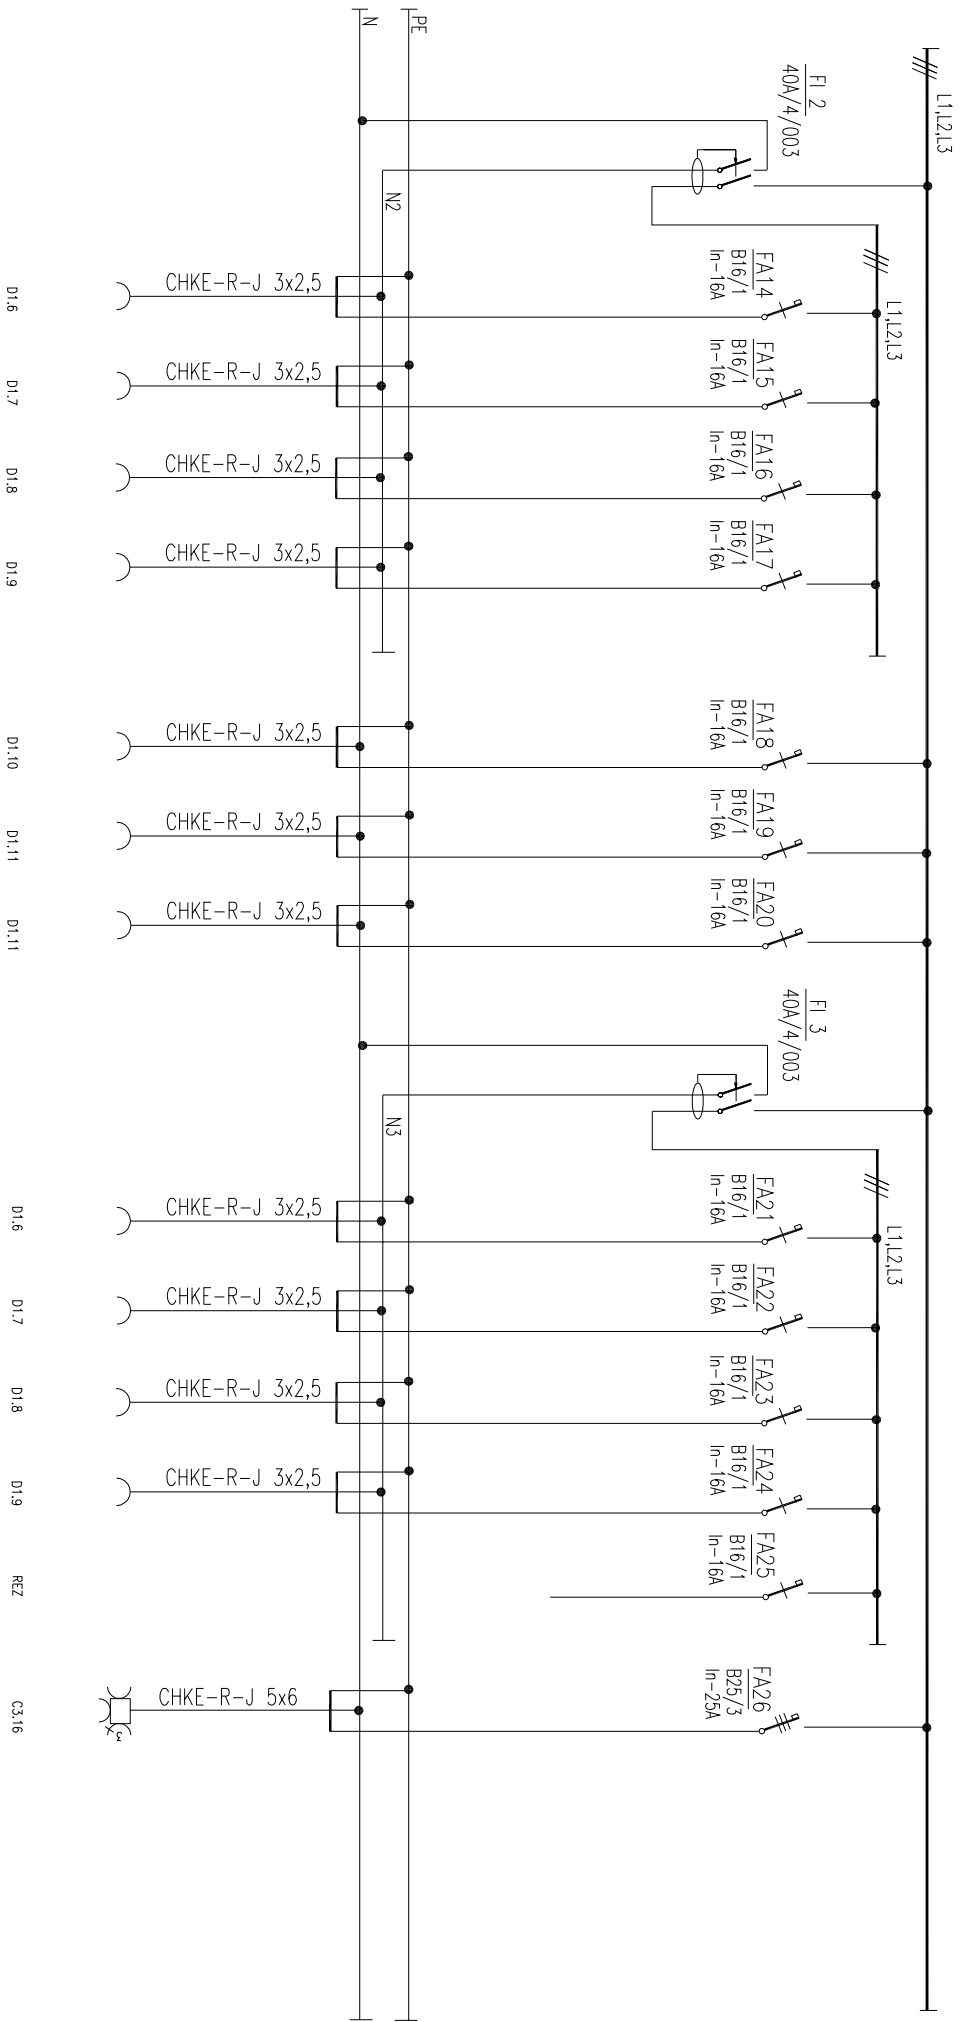 L1,L2,L3
FI 2
40A/4/003
L1,L2,L3
FA14
B16/1
In-16A
FA15
B16/1
In-16A
FA16
B16/1
In-16A
FA17
B16/1
In-16A
FA18
B16/1
In-16A
FA19
B16/1
In-16A
FA20
B16/1
In-16A
FI 3
40A/4/003
L1,L2,L3
FA21
B16/1
In-16A
FA22
B16/1
In-16A
FA23
B16/1
In-16A
FA24
B16/1
In-16A
FA25
B16/1
In-16A
FA26
B25/3
In-25A
PE
N
N2
N3
CHKE-R-J 3x2,5
CHKE-R-J 3x2,5
CHKE-R-J 3x2,5
CHKE-R-J 3x2,5
CHKE-R-J 3x2,5
CHKE-R-J 3x2,5
CHKE-R-J 3x2,5
CHKE-R-J 3x2,5
CHKE-R-J 3x2,5
CHKE-R-J 3x2,5
CHKE-R-J 3x2,5
CHKE-R-J 5x6
3
D1.6
D1.7
D1.8
D1.9
D1.10
D1.11
D1.11
D1.6
D1.7
D1.8
D1.9
REZ
C3.16